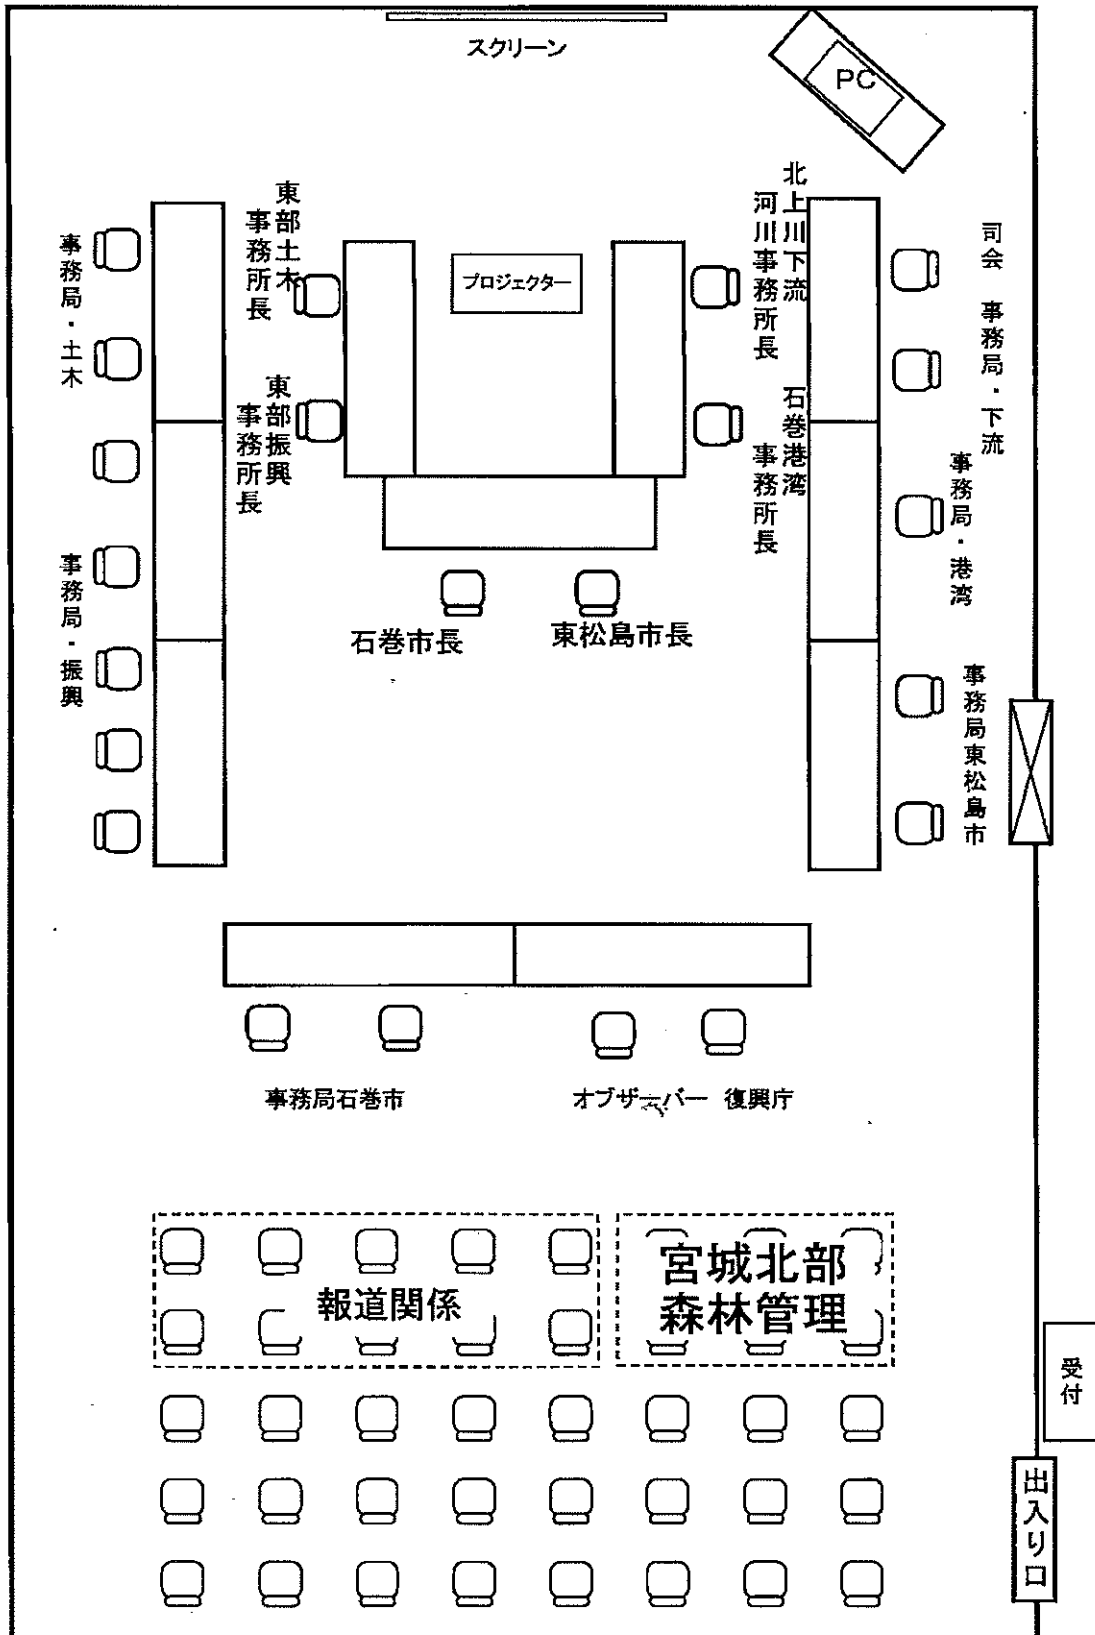 スクリーン
PC
プロジェクター
東部土木
事務所長
東部振興
事務所長
北上川下流
河川事務所長
石巻港湾
事務所長
石巻市長
東松島市長
事務局・土木
事務局・振興
司会 事務局・下流
事務局・港湾
事務局東松島市
事務局石巻市
オブザーバー 復興庁
報道関係
宮城北部
森林管理
受付
出入り口